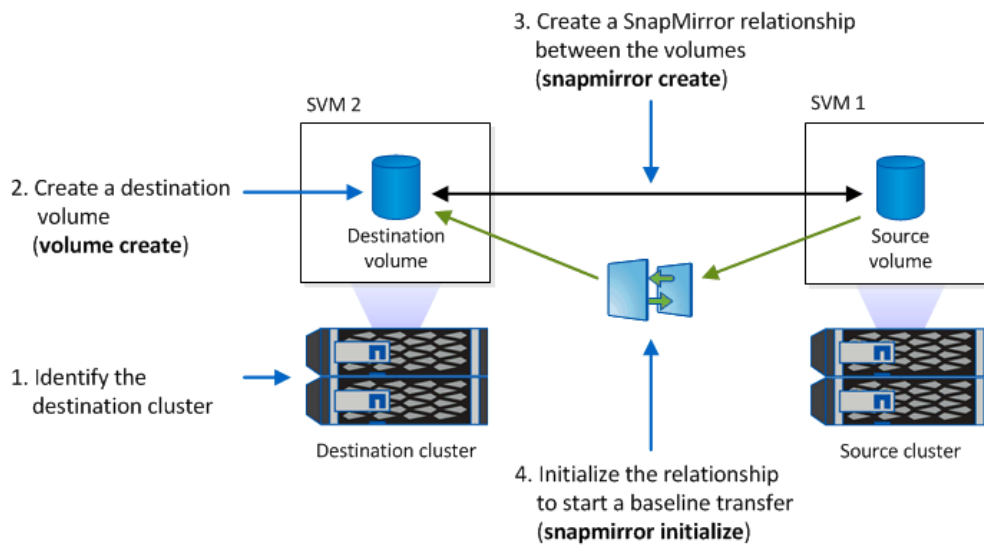 3. Create a SnapMirror relationship
between the volumes
(snapmirror create)
SVM 2
SVM 1
2. Create a destination
volume
(volume create)
Destination
volume
Source
volume
1. Identify the
destination cluster
Destination cluster
Source cluster
4. Initialize the relationship
to start a baseline transfer
(snapmirror initialize)